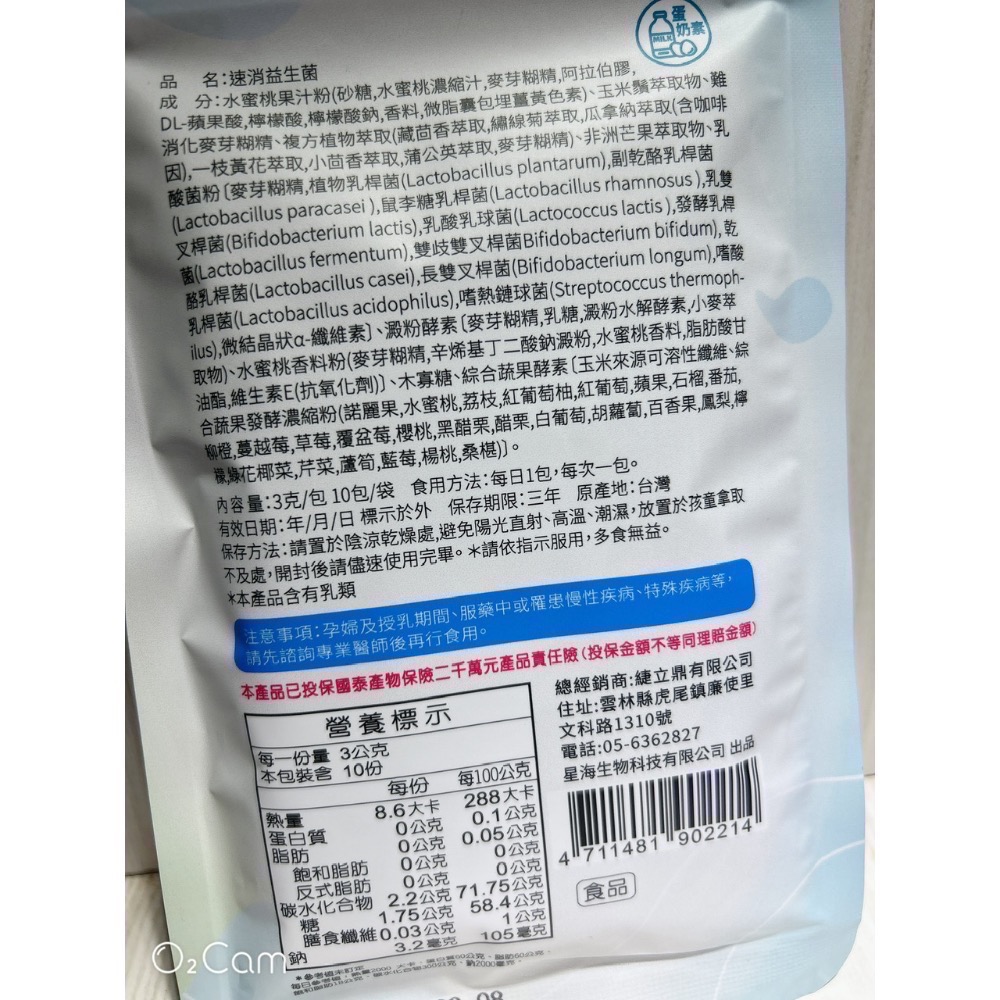 蛋
奶素
MILK
品　名:速消益生菌
成　分:水蜜桃果汁粉(砂糖,水蜜桃濃縮汁,麥芽糊精,阿拉伯膠,
DL-蘋果酸,檸檬酸,檸檬酸鈉,香料,微脂囊包埋薑黃色素)、玉米鬚萃取物、難
消化麥芽糊精、複方植物萃取(藏茴香萃取,繡線菊萃取,瓜拿納萃取(含咖啡
因),一枝黃花萃取,小茴香萃取,蒲公英萃取,麥芽糊精)、非洲芒果萃取物、乳
酸菌粉〔麥芽糊精,植物乳桿菌(Lactobacillus plantarum),副乾酪乳桿菌
(Lactobacillus paracasei ),鼠李糖乳桿菌(Lactobacillus rhamnosus ),乳雙
叉桿菌(Bifidobacterium lactis),乳酸乳球菌(Lactococcus lactis ),發酵乳桿
菌(Lactobacillus fermentum),雙歧雙叉桿菌Bifidobacterium bifidum),乾
酪乳桿菌(Lactobacillus casei),長雙叉桿菌(Bifidobacterium longum),嗜酸
乳桿菌(Lactobacillus acidophilus),嗜熱鏈球菌(Streptococcus thermoph-
ilus),微結晶狀α-纖維素〕、澱粉酵素〔麥芽糊精,乳糖,澱粉水解酵素,小麥萃
取物)、水蜜桃香料粉(麥芽糊精,辛烯基丁二酸鈉澱粉,水蜜桃香料,脂肪酸甘
油酯,維生素E(抗氧化劑)〕、木寡糖、綜合蔬果酵素〔玉米來源可溶性纖維、綜
合蔬果發酵濃縮粉(諾麗果,水蜜桃,荔枝,紅葡萄柚,紅葡萄,蘋果,石榴,番茄,
柳橙,蔓越莓,草莓,覆盆莓,櫻桃,黑醋栗,醋栗,白葡萄,胡蘿蔔,百香果,鳳梨,檸
檬,綠花椰菜,芹菜,蘆筍,藍莓,楊桃,桑椹)〕。
內容量:3克/包 10包/袋　食用方法:每日1包,每次一包。
有效日期:年/月/日 標示於外　保存期限:三年　原產地:台灣
保存方法:請置於陰涼乾燥處,避免陽光直射、高溫、潮濕,放置於孩童拿取
不及處,開封後請儘速使用完畢。＊請依指示服用,多食無益。
＊本產品含有乳類
注意事項:孕婦及授乳期間、服藥中或罹患慢性疾病、特殊疾病等,
請先諮詢專業醫師後再行食用。
本產品已投保國泰產物保險二千萬元產品責任險(投保金額不等同理賠金額)
營養標示
每一份量 3公克
本包裝含 10份
每份 每100公克
熱量 8.6大卡 288大卡
蛋白質 0公克 0.1公克
脂肪 0公克 0.05公克
飽和脂肪 0公克 0公克
反式脂肪 0公克 0公克
碳水化合物 2.2公克 71.75公克
糖 1.75公克 58.4公克
膳食纖維 0.03公克 1公克
鈉 3.2毫克 105毫克
總經銷商:緁立鼎有限公司
住址:雲林縣虎尾鎮廉使里
文科路1310號
電話:05-6362827
星海生物科技有限公司 出品
4 711481 902214
食品
O2Cam